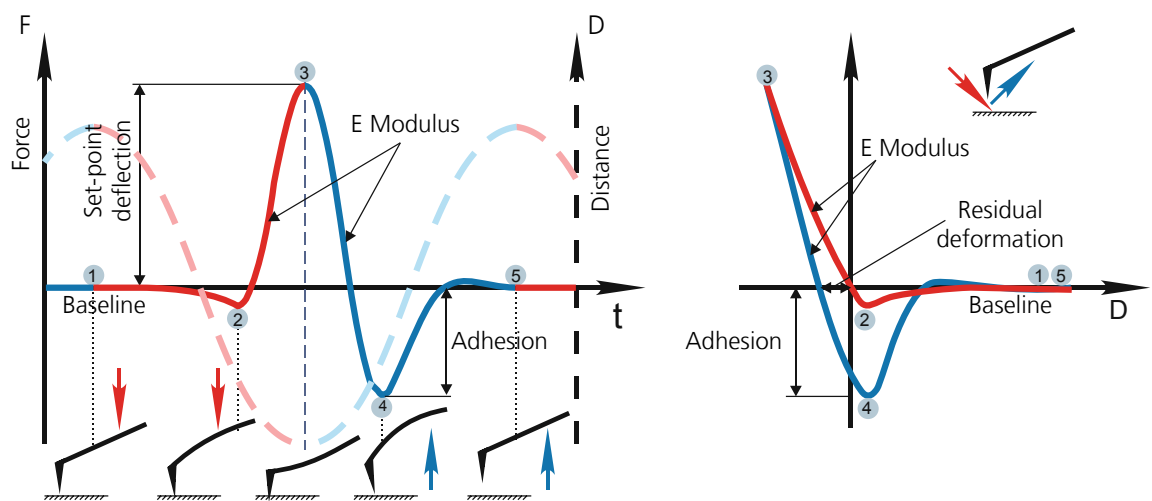 F
D
Force
Set-point
deflection
3
E Modulus
Distance
1
Baseline
2
5
t
Adhesion
4
3
E Modulus
Residual
deformation
1 5
Baseline
D
2
Adhesion
4